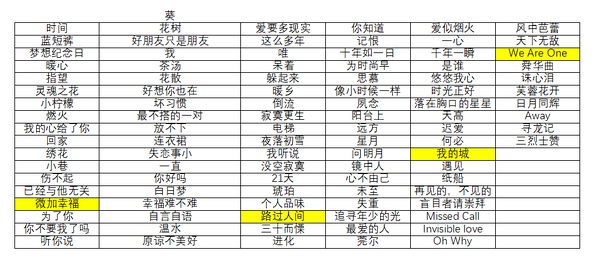 葵
时间 花树 爱要多现实 你知道 爱似烟火 风中芭蕾
蓝短裤 好朋友只是朋友 这么多年 记恨 一心 天下无敌
梦想纪念日 我 唯 十年如一日 千年一瞬 We Are One
暖心 茶汤 呆着 为时尚早 是谁 舜华曲
指望 花散 躲起来 思慕 悠悠我心 诛心泪
灵魂之花 好想你也在 暖乡 像小时候一样 时光正好 芙蓉花开
小柠檬 坏习惯 倒流 夙念 落在胸口的星星 日月同辉
燃火 最不搭的一对 寂寞更生 阳台上 天高 Away
我的心给了你 放不下 电梯 远方 迟爱 寻龙记
回家 连衣裙 夜落初雪 星月 何必 三烈士赞
绣花 失恋事小 我听说 问明月 我的城
小巷 一直 没空寂寞 镜中人 遇见
伤不起 你好吗 21天 心不由己 纸船
已经与他无关 白日梦 琥珀 未至 再见的，不见的
微加幸福 幸福难不难 个人品味 失重 盲目者请崇拜
为了你 自言自语 路过人间 追寻年少的光 Missed Call
你不要我了吗 温水 三十而慄 最爱的人 Invisible love
听你说 原谅不美好 进化 莞尔 Oh Why